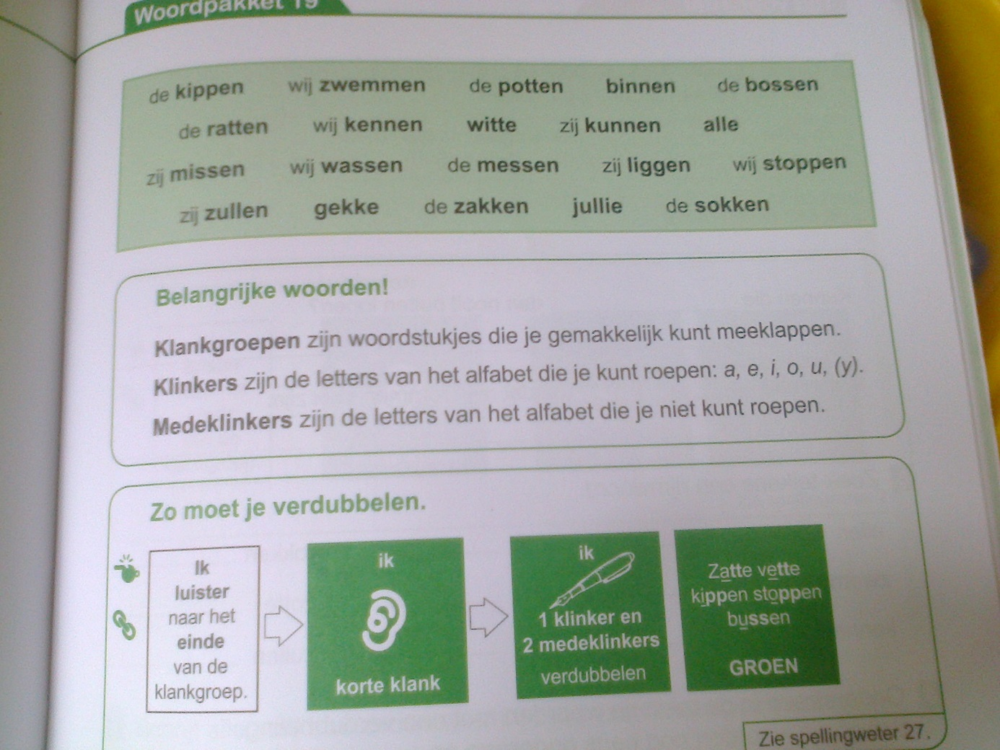 Woordpakket 19
de kippen wij zwemmen de potten binnen de bossen
de ratten wij kennen witte zij kunnen alle
zij missen wij wassen de messen zij liggen wij stoppen
zij zullen gekke de zakken jullie de sokken
Belangrijke woorden!
Klankgroepen zijn woordstukjes die je gemakkelijk kunt meeklappen.
Klinkers zijn de letters van het alfabet die je kunt roepen: a, e, i, o, u, (y).
Medeklinkers zijn de letters van het alfabet die je niet kunt roepen.
Zo moet je verdubbelen.
Ik
luister
naar het
einde
van de
klankgroep.
ik
korte klank
ik
1 klinker en
2 medeklinkers
verdubbelen
Zatte vette
kippen stoppen
bussen
GROEN
Zie spellingweter 27.